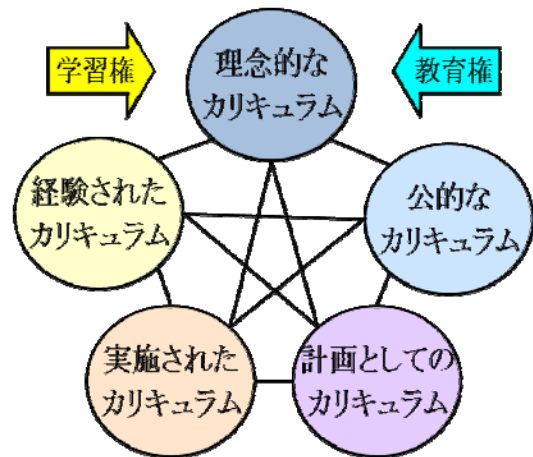 学習権
理念的な
カリキュラム
教育権
経験された
カリキュラム
公的な
カリキュラム
実施された
カリキュラム
計画としての
カリキュラム